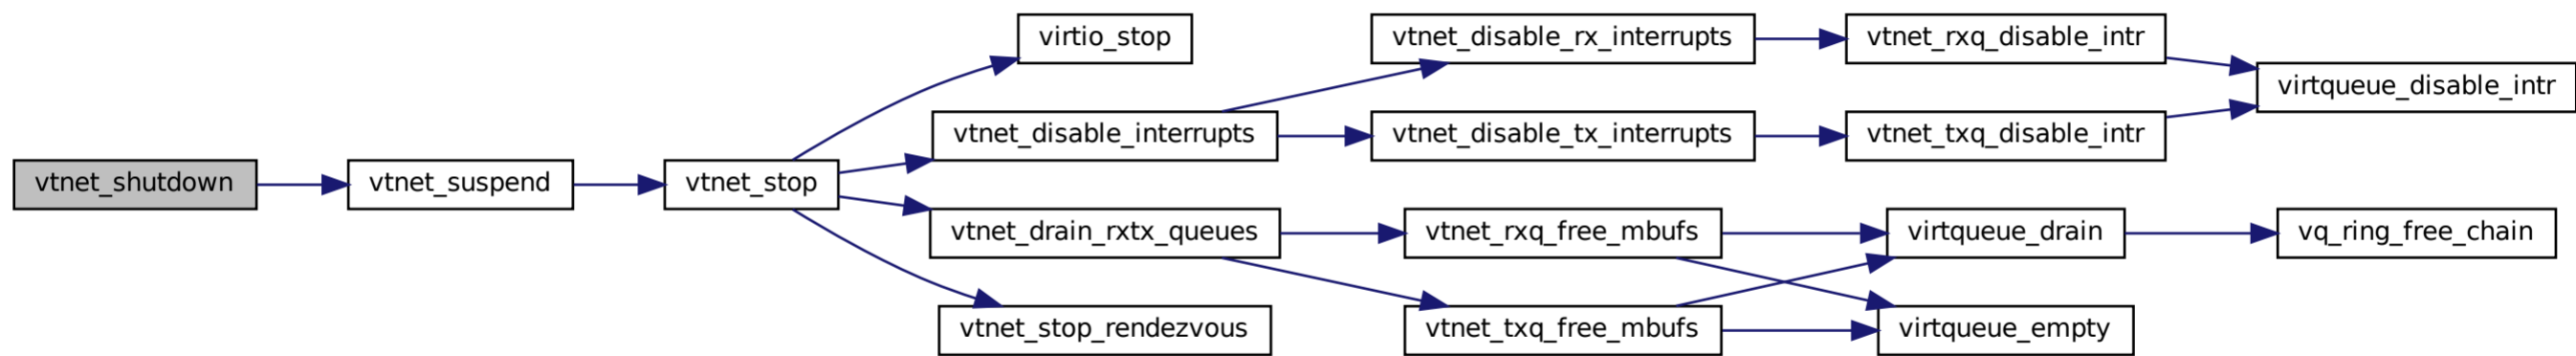 vtnet_shutdown
vtnet_suspend
vtnet_stop
virtio_stop
vtnet_disable_interrupts
vtnet_drain_rxtx_queues
vtnet_stop_rendezvous
vtnet_disable_rx_interrupts
vtnet_disable_tx_interrupts
vtnet_rxq_free_mbufs
vtnet_txq_free_mbufs
vtnet_rxq_disable_intr
vtnet_txq_disable_intr
virtqueue_drain
virtqueue_empty
virtqueue_disable_intr
vq_ring_free_chain